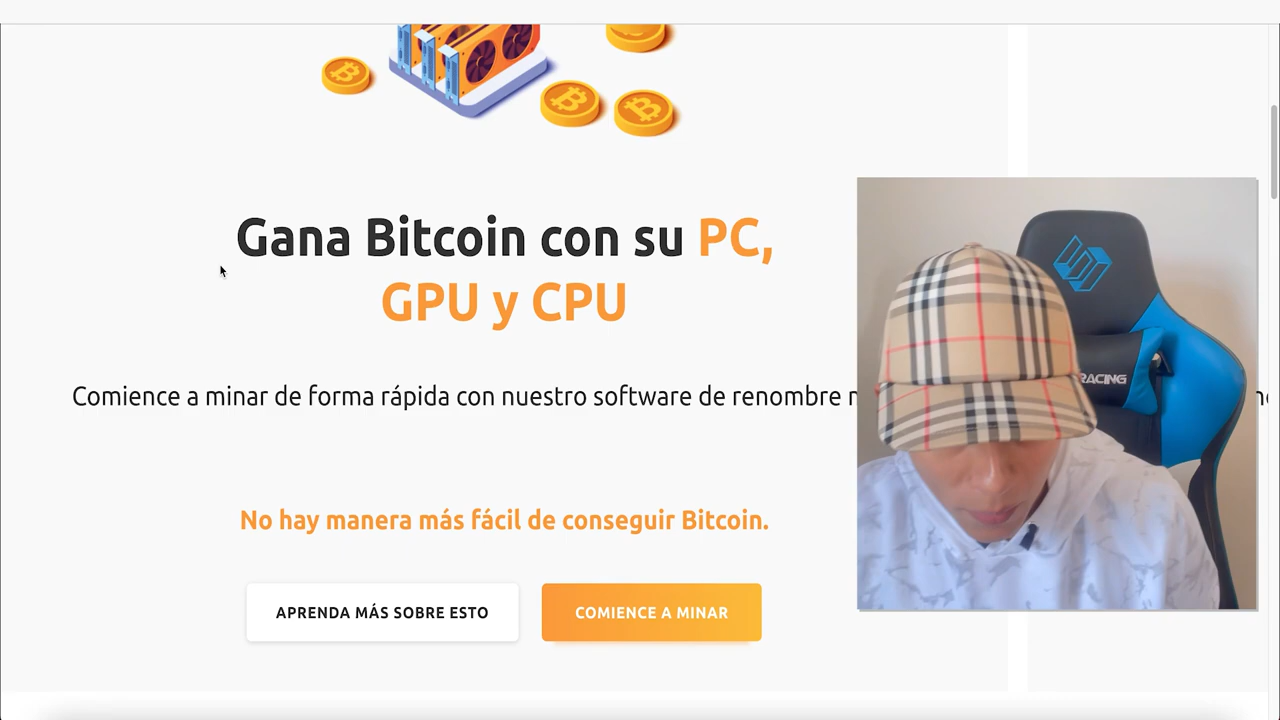 Gana Bitcoin con su PC,
GPU y CPU
Comience a minar de forma rápida con nuestro software de renombre
RACING
No hay manera más fácil de conseguir Bitcoin.
APRENDA MÁS SOBRE ESTO
COMIENCE A MINAR